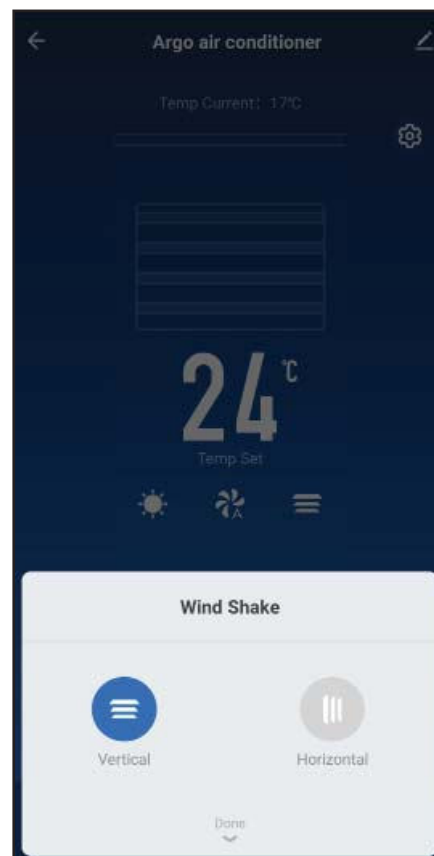 Argo air conditioner
Temp Current: 17°C
24 °C
Temp Set
A
Wind Shake
Vertical Horizontal
Done